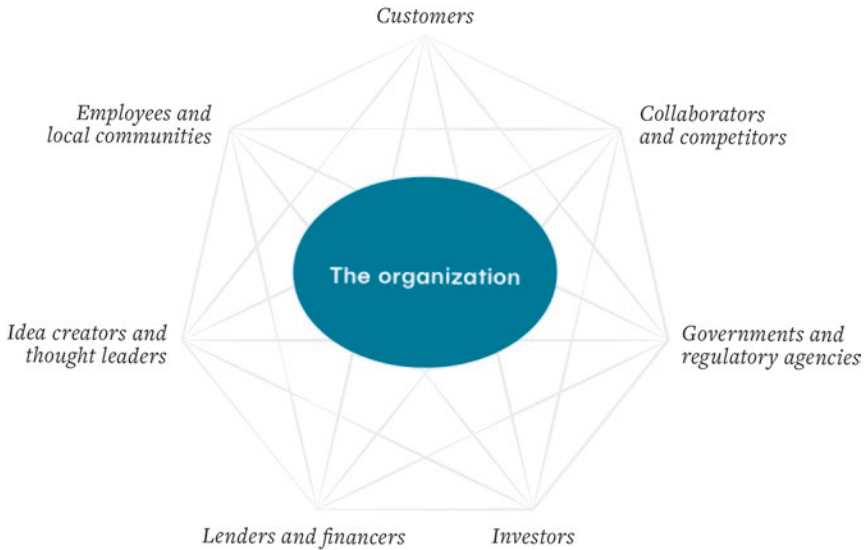 Customers
Employees and
local communities
Collaborators
and competitors
The organization
Idea creators and
thought leaders
Governments and
regulatory agencies
Lenders and financers
Investors